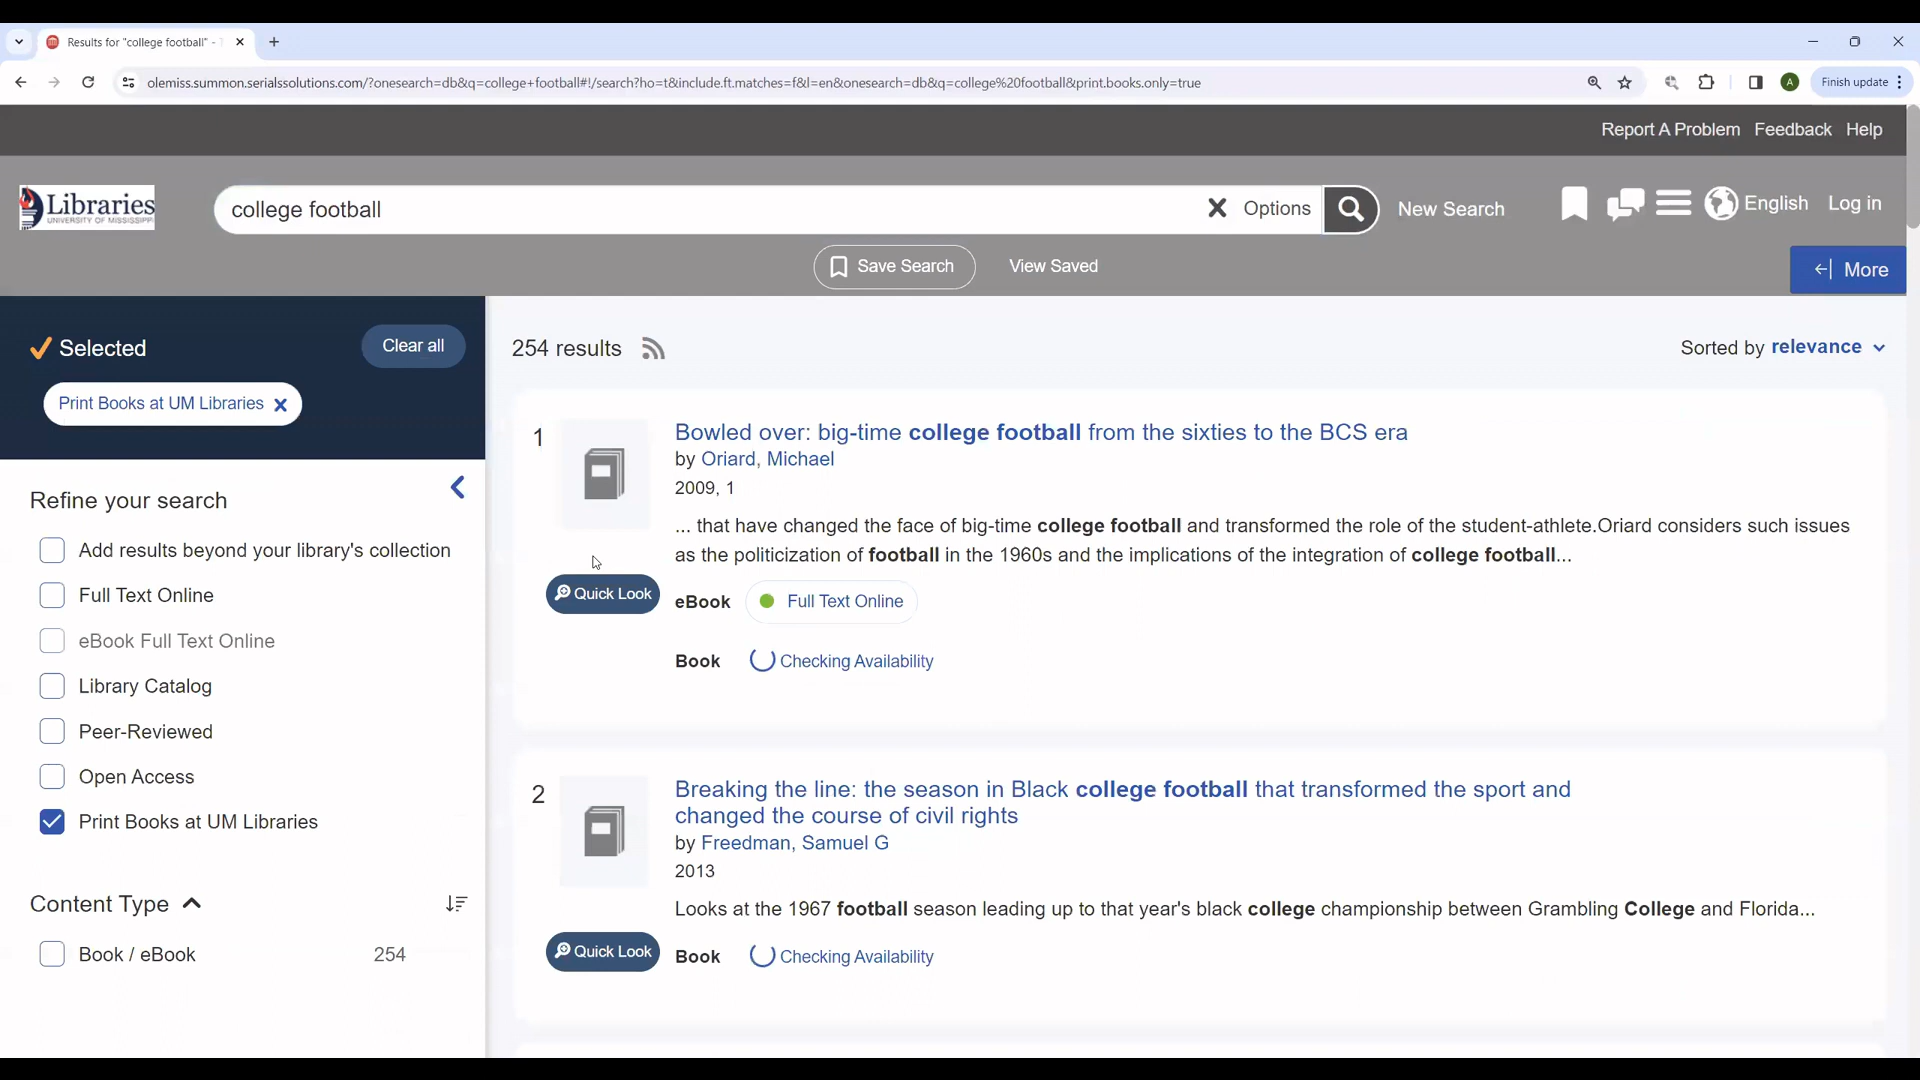 Results for "college football" -
olemiss.summon.serialssolutions.com/?onesearch=db&q=college+football#!/search?ho=t&include.ft.matches=f&l=en&onesearch=db&q=college%20football&print.books.only=true
A
Finish update
Report A Problem Feedback Help
Libraries
UNIVERSITY OF MISSISSIPPI
college football
Options
New Search
English
Log in
Save Search
View Saved
More
Selected
Clear all
Print Books at UM Libraries
254 results
Sorted by relevance
Refine your search
Add results beyond your library's collection
Full Text Online
eBook Full Text Online
Library Catalog
Peer-Reviewed
Open Access
Print Books at UM Libraries
Content Type
Book / eBook 254
1
Bowled over: big-time college football from the sixties to the BCS era
by Oriard, Michael
2009, 1
... that have changed the face of big-time college football and transformed the role of the student-athlete.Oriard considers such issues
as the politicization of football in the 1960s and the implications of the integration of college football...
Quick Look
eBook Full Text Online
Book Checking Availability
2
Breaking the line: the season in Black college football that transformed the sport and
changed the course of civil rights
by Freedman, Samuel G
2013
Looks at the 1967 football season leading up to that year's black college championship between Grambling College and Florida...
Quick Look
Book Checking Availability